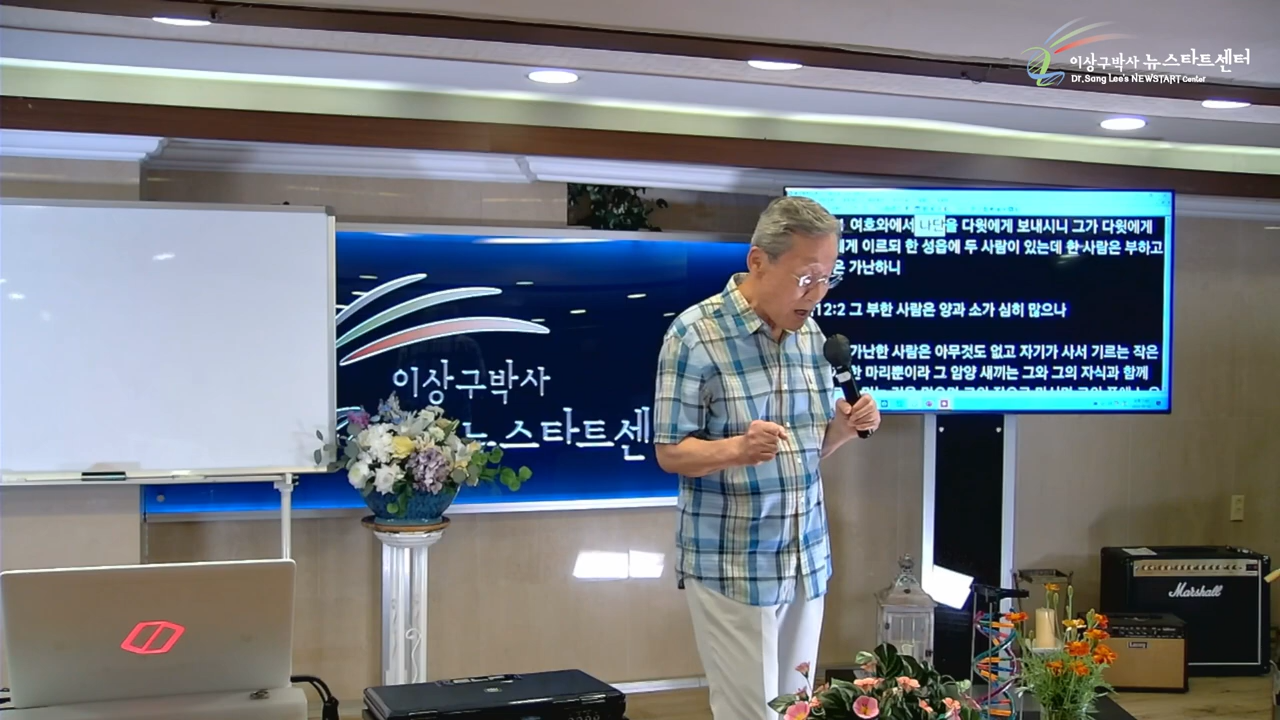 이상구박사 뉴스타트센터
Dr.Sang Lee's NEWSTART Center
1 여호와께서 나단을 다윗에게 보내시니 그가 다윗에게
이르되 한 성읍에 두 사람이 있는데 한 사람은 부하고
가난하니
12:2 그 부한 사람은 양과 소가 심히 많으나
가난한 사람은 아무것도 없고 자기가 사서 기르는 작은
한 마리뿐이라 그 암양 새끼는 그와 그의 자식과 함께
이상구박사
뉴스타트센
Marshall
Laney